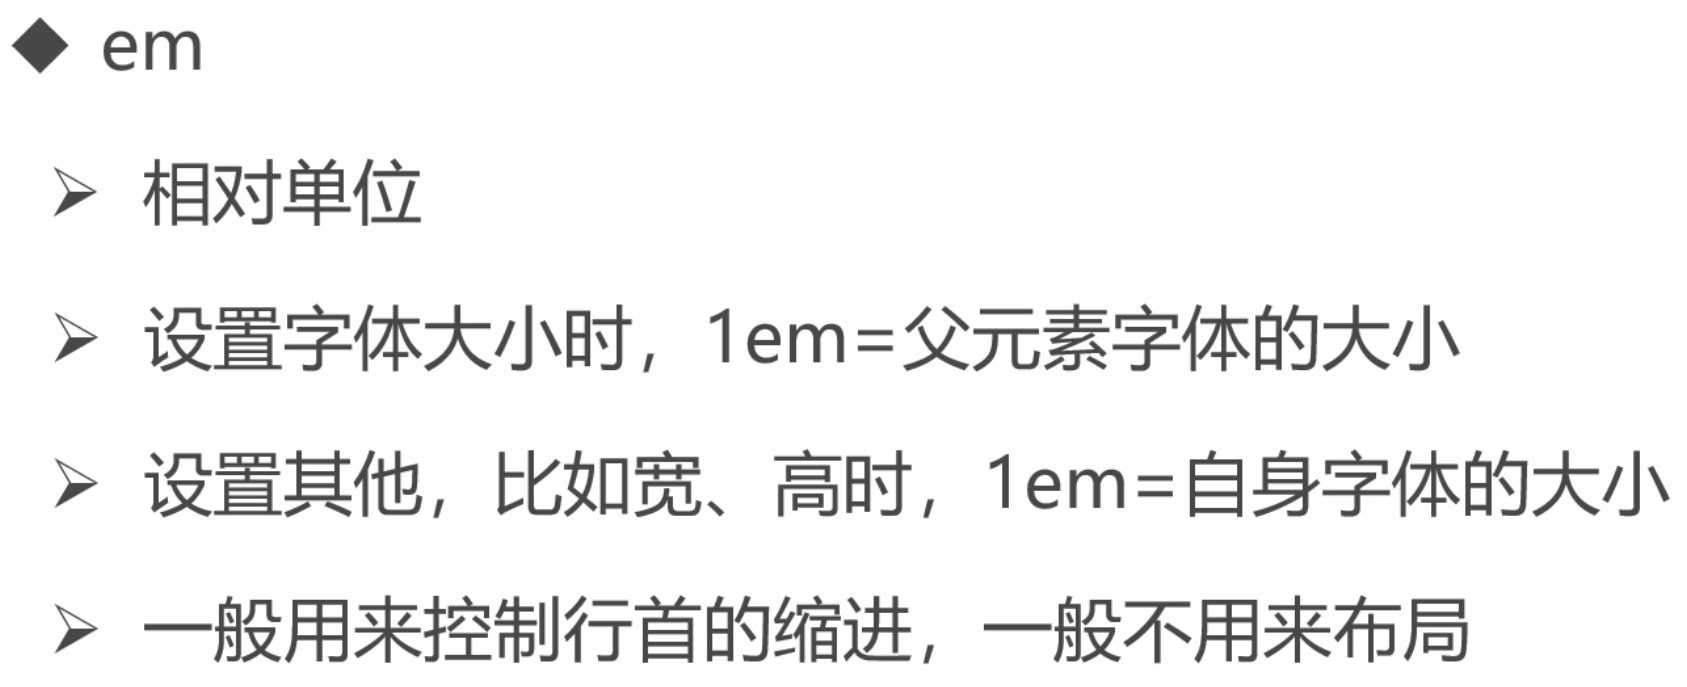 ◆ em
➢ 相对单位
➢ 设置字体大小时，1em=父元素字体的大小
➢ 设置其他，比如宽、高时，1em=自身字体的大小
➢ 一般用来控制行首的缩进，一般不用来布局